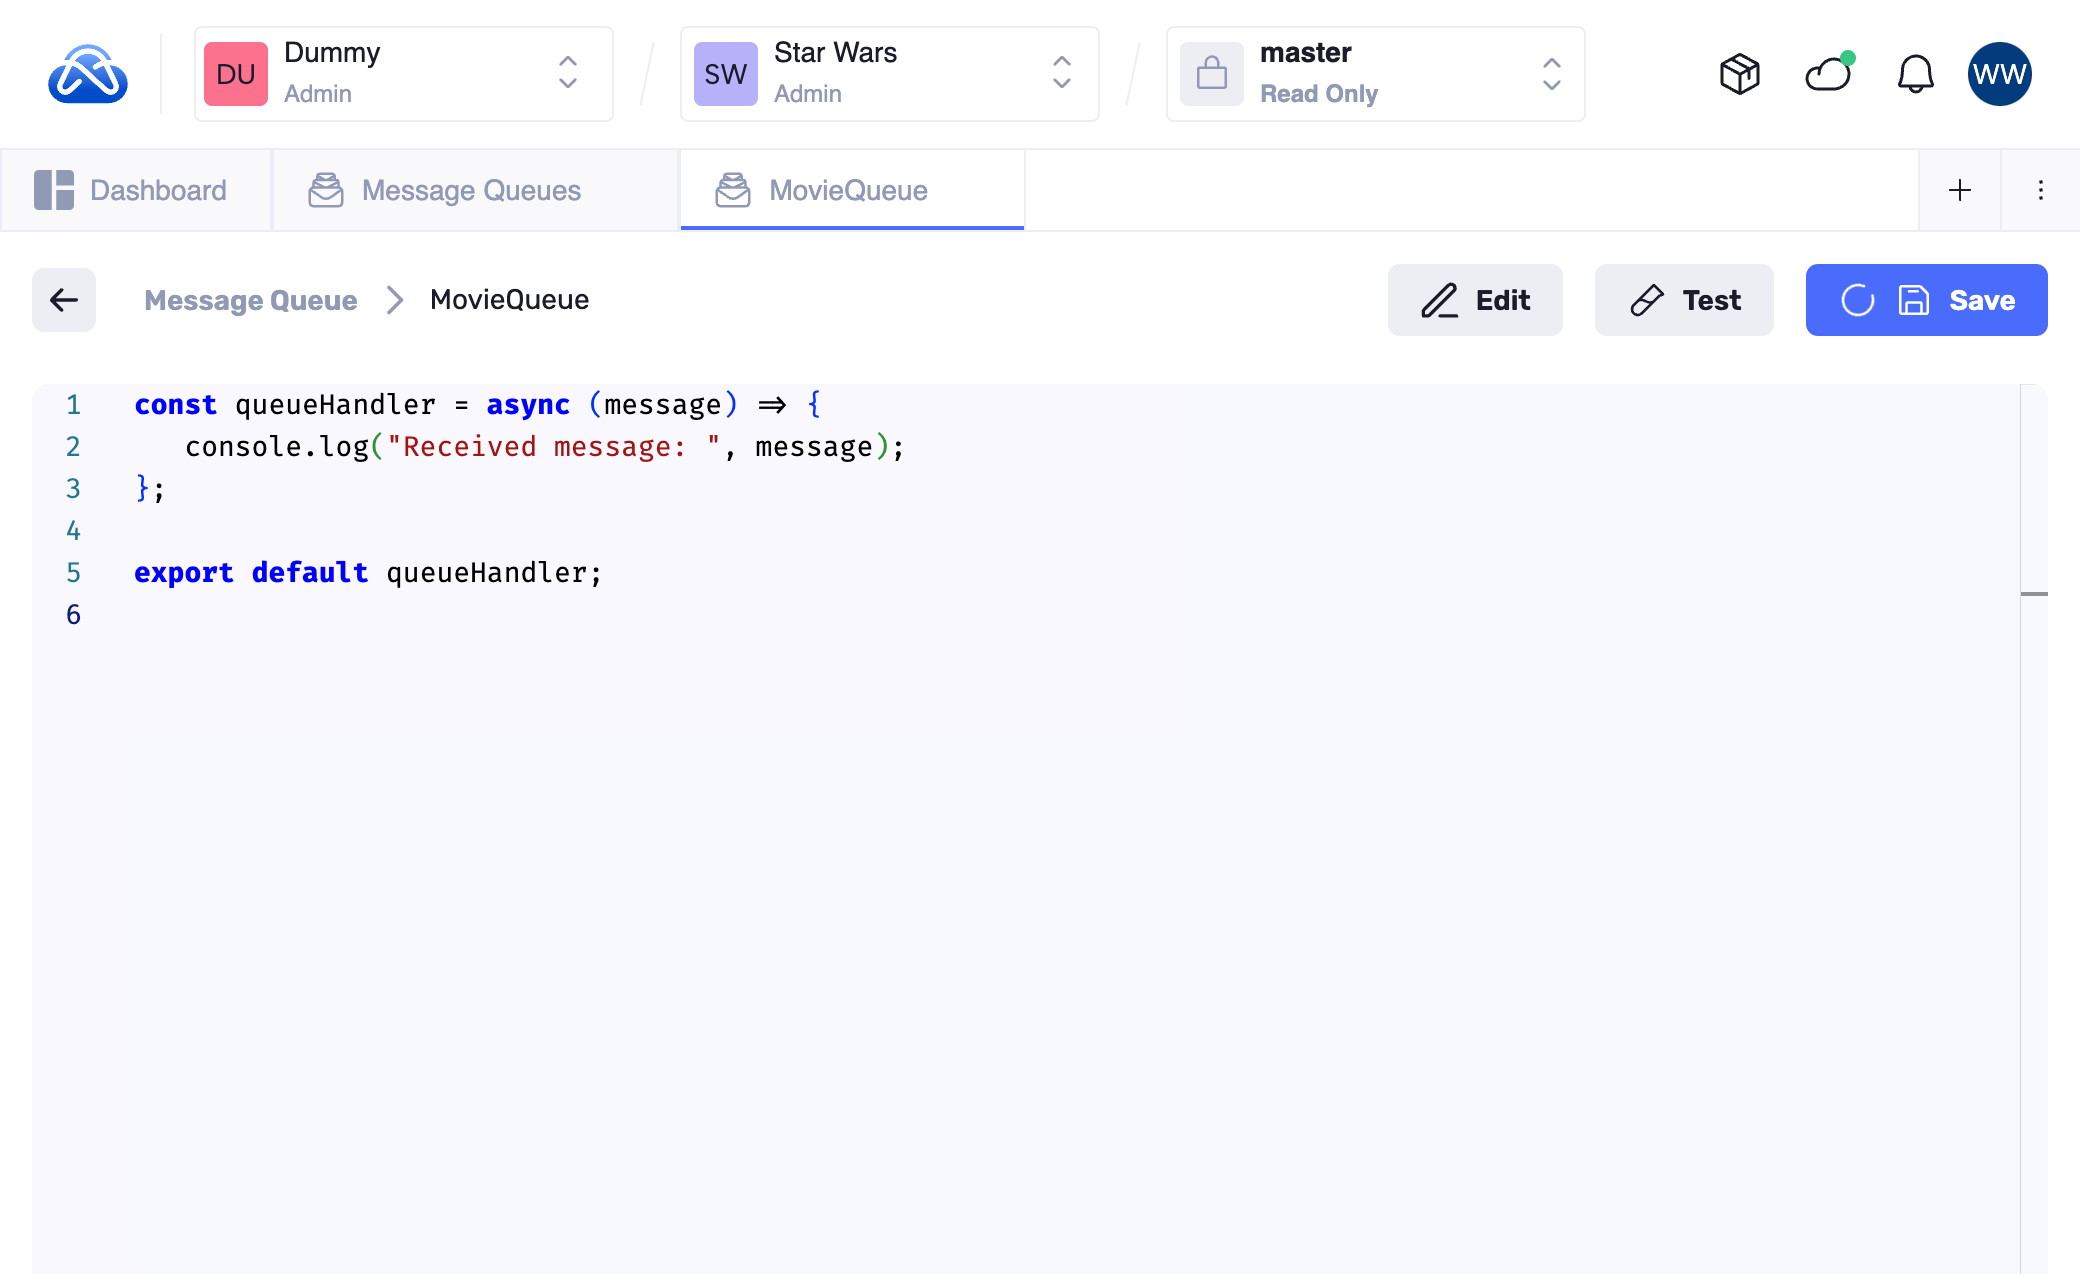 DU Dummy Admin SW Star Wars Admin master Read Only WW
Dashboard Message Queues MovieQueue
Message Queue MovieQueue Edit Test Save
1 const queueHandler = async (message) => {
2 console.log("Received message: ", message);
3 };
4
5 export default queueHandler;
6